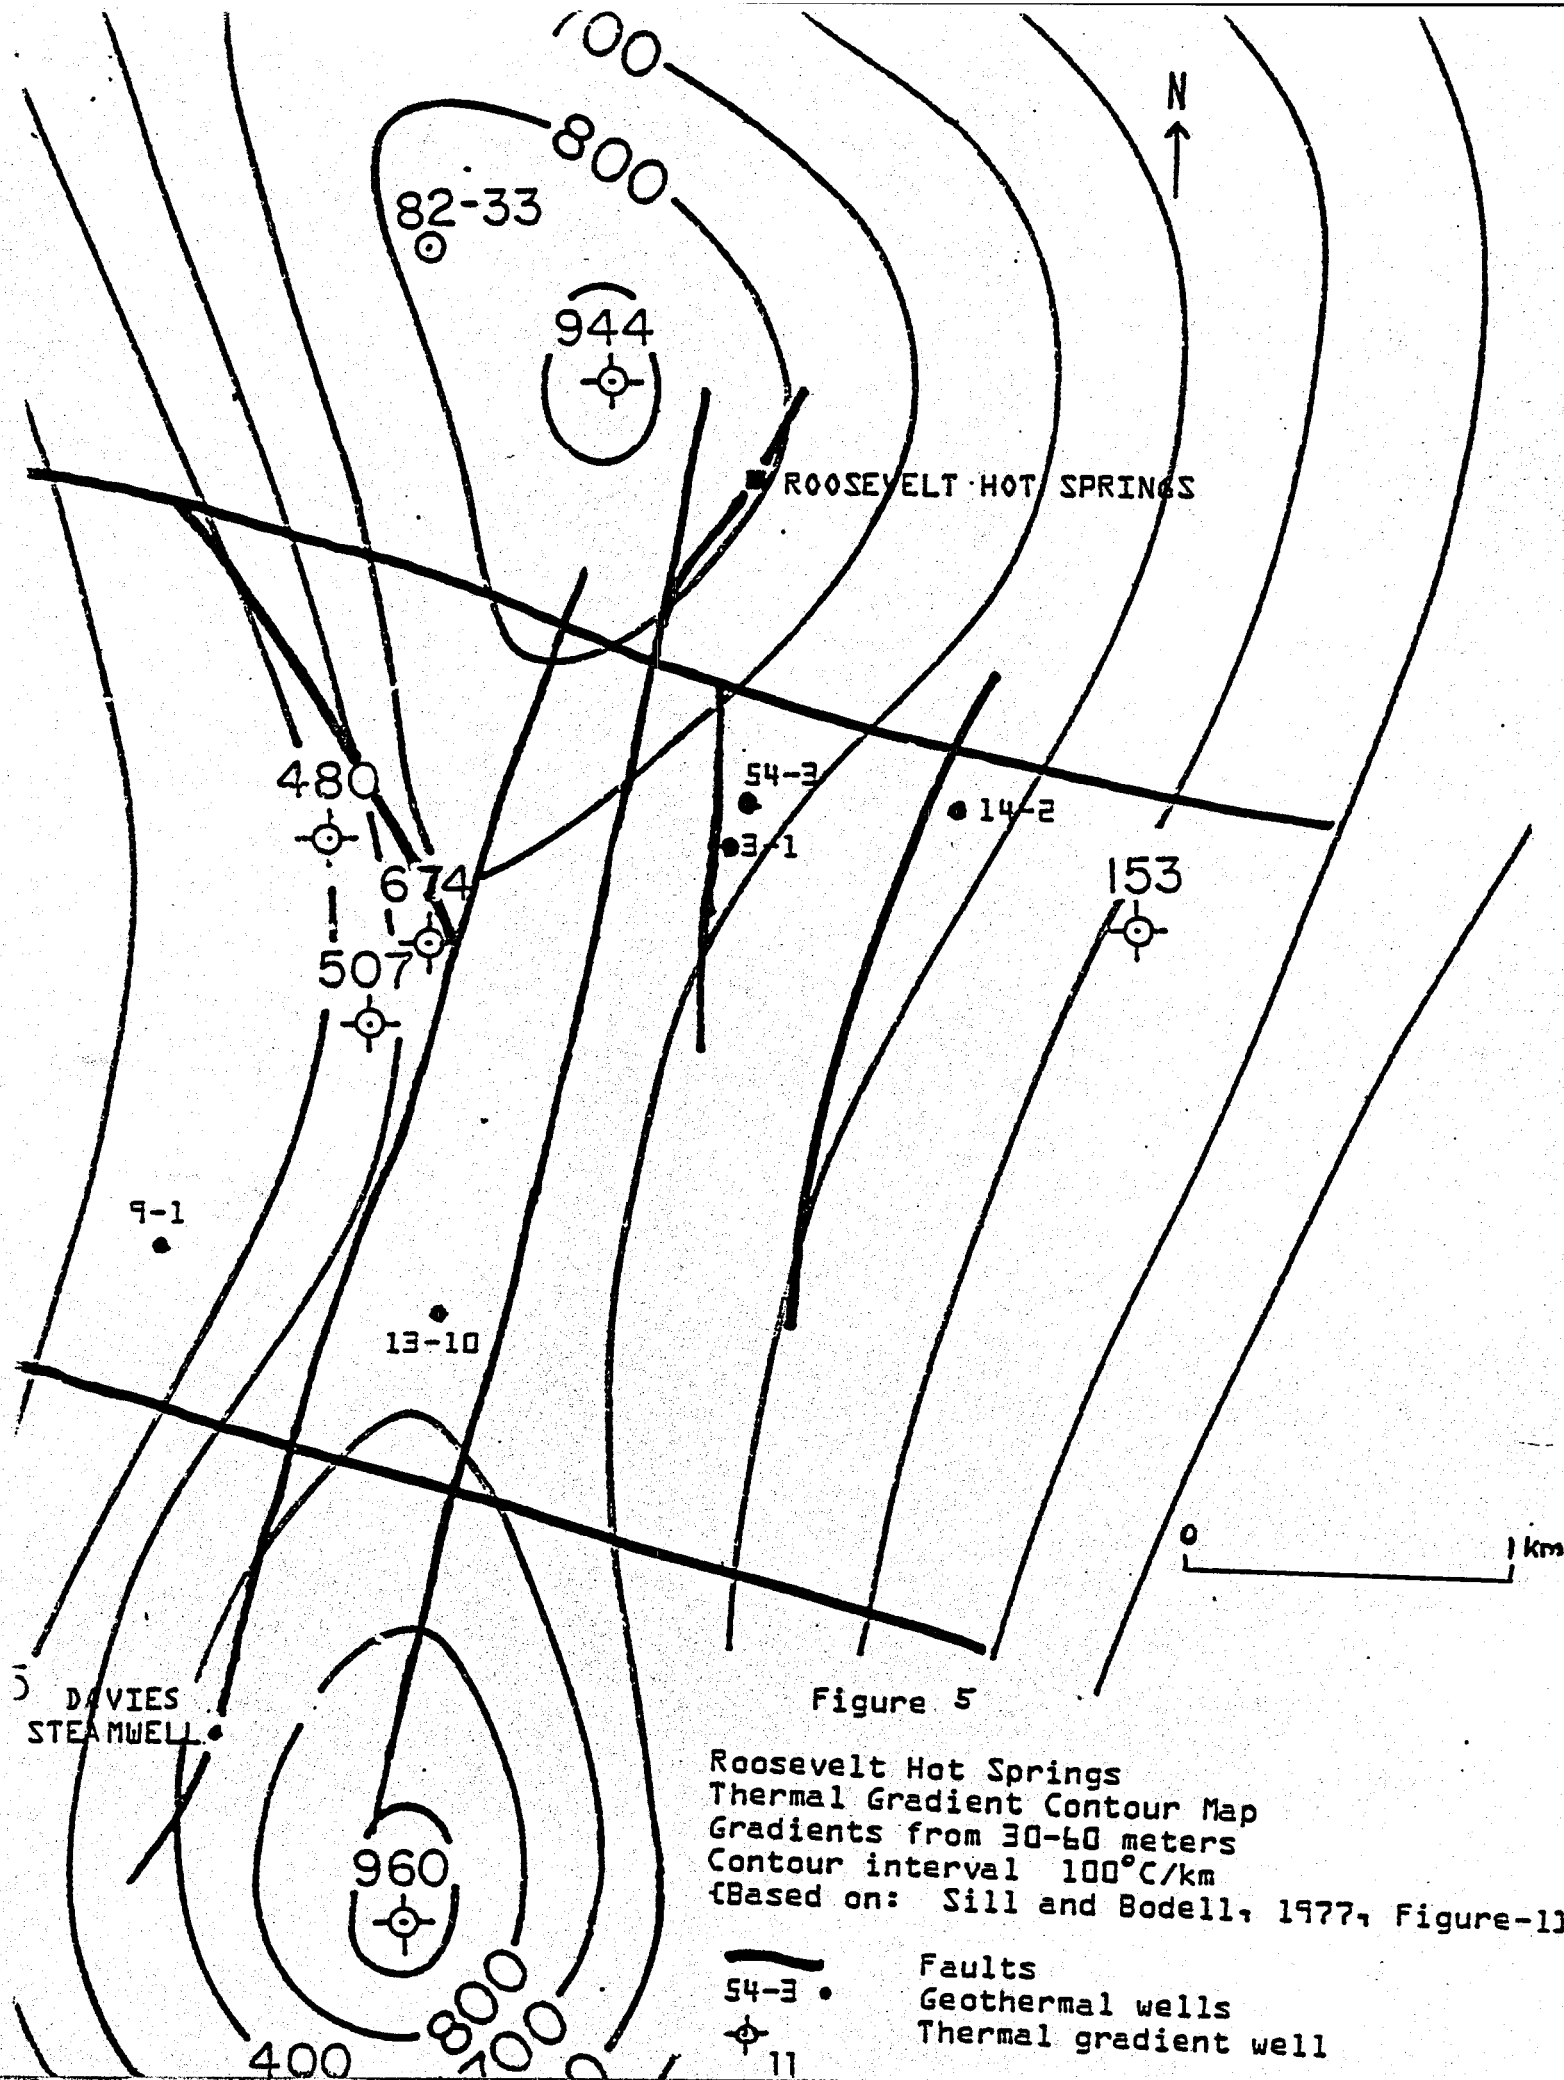 700
N
800
82-33
944
ROOSEVELT HOT SPRINGS
480
54-3
14-2
3-1
674
153
507
9-1
13-10
0 1 km
DAVIES
STEAMWELL
Figure 5
Roosevelt Hot Springs
Thermal Gradient Contour Map
Gradients from 30-60 meters
Contour interval 100°C/km
{Based on: Sill and Bodell, 1977, Figure-1}
960
800
700
400
Faults
54-3 Geothermal wells
Thermal gradient well
11